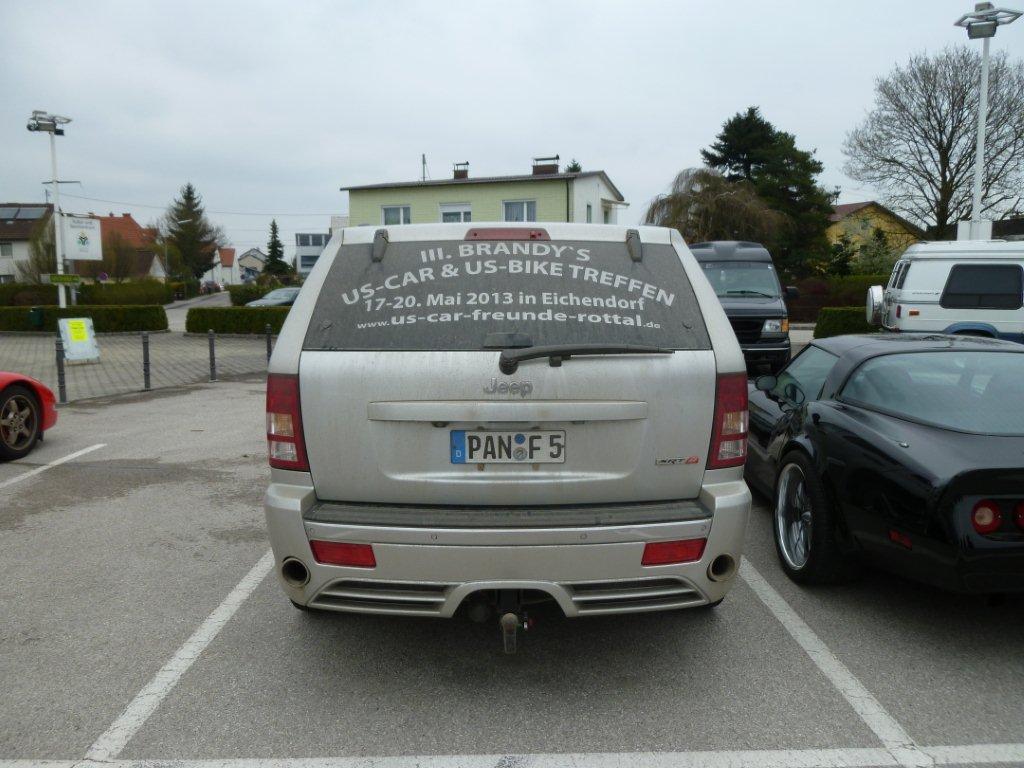 III. BRANDY`S
US-CAR & US-BIKE TREFFEN
17-20. Mai 2013 in Eichendorf
www.us-car-freunde-rottal.de
Jeep
D PAN F 5
SRT8